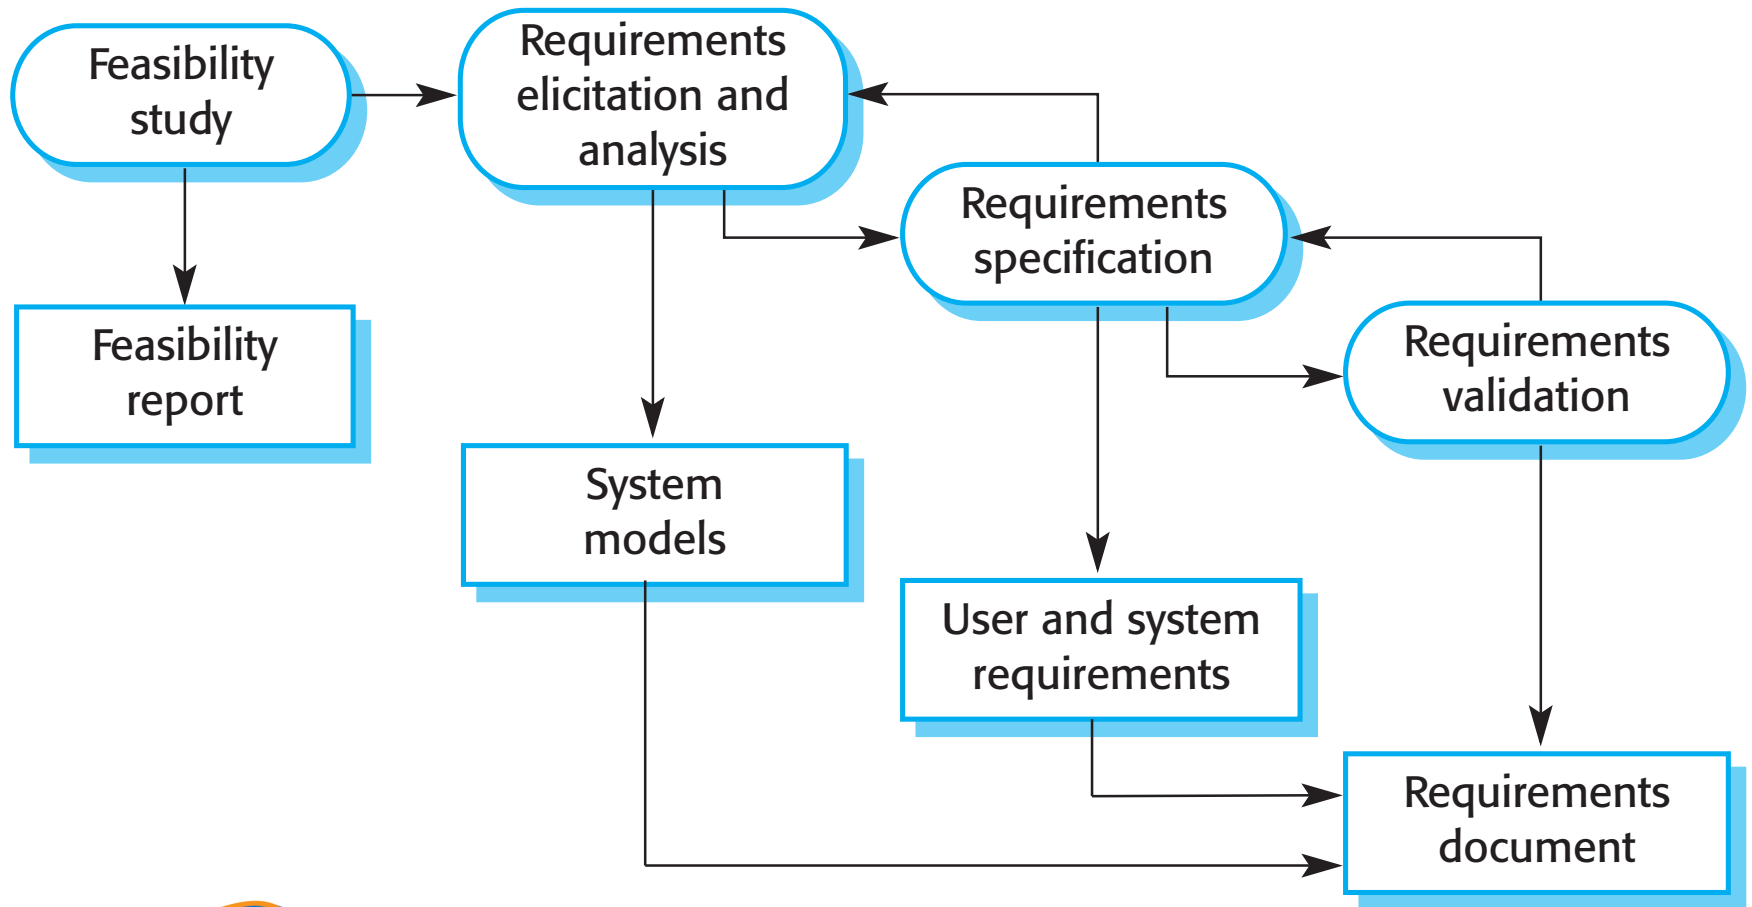 Feasibility
study
Requirements
elicitation and
analysis
Requirements
specification
Requirements
validation
Feasibility
report
System
models
User and system
requirements
Requirements
document